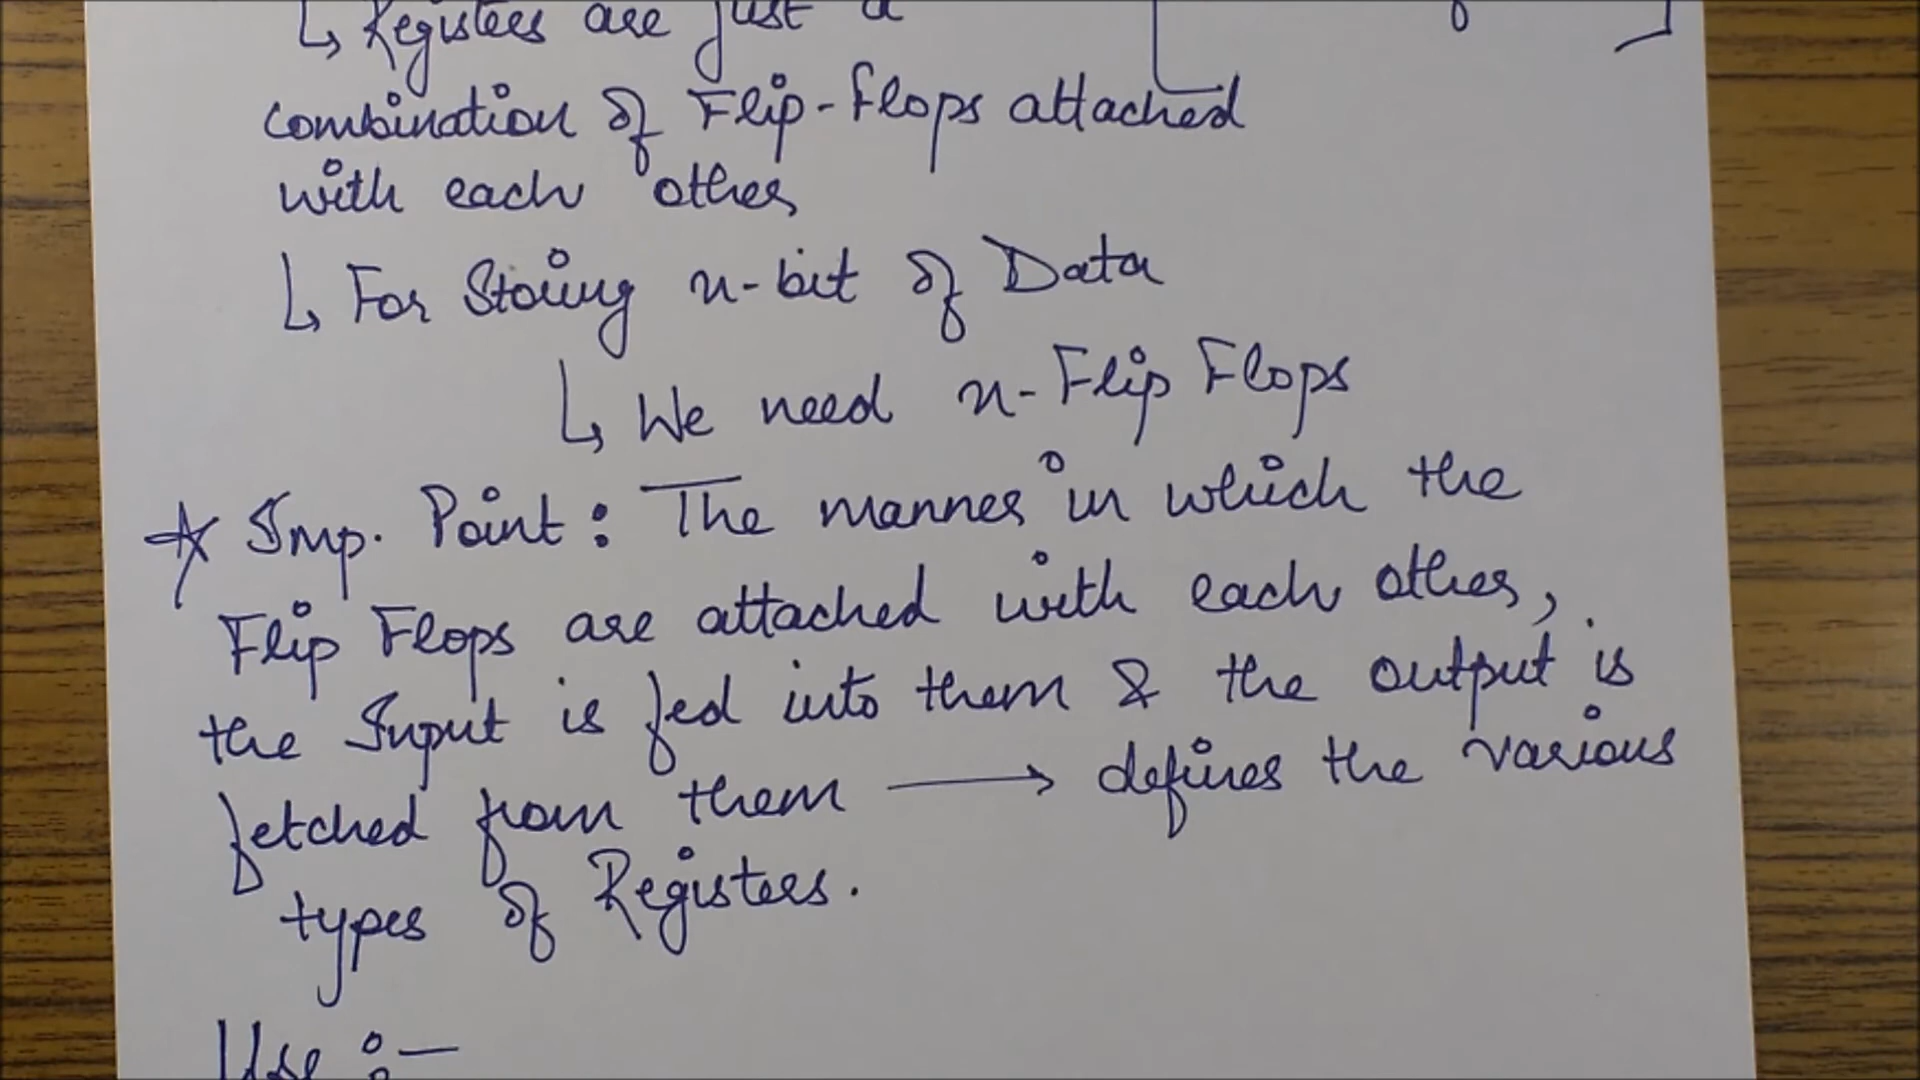 ↳ Registers are just a
combination of Flip-Flops attached
with each other
↳ For Storing n-bit of Data
↳ We need n-Flip Flops
☆ Imp. Point: The manner in which the
Flip Flops are attached with each other,
the Input is fed into them & the output is
fetched from them → defines the various
types of Registers.
Use :-